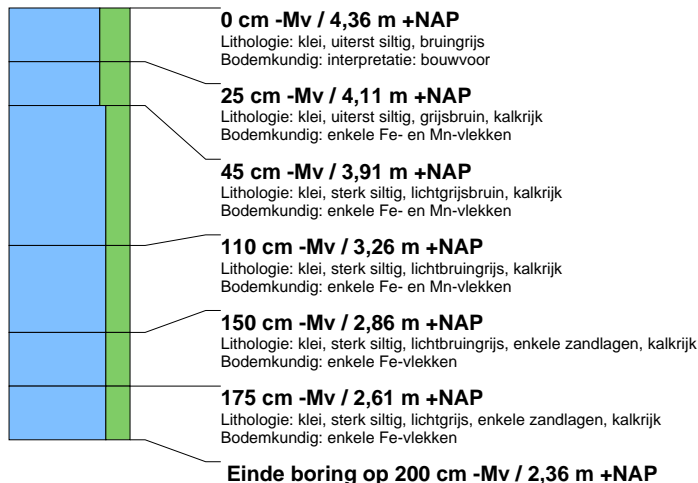 0 cm -Mv / 4,36 m +NAP
Lithologie: klei, uiterst siltig, bruingrijs
Bodemkundig: interpretatie: bouwvoor
25 cm -Mv / 4,11 m +NAP
Lithologie: klei, uiterst siltig, grijsbruin, kalkrijk
Bodemkundig: enkele Fe- en Mn-vlekken
45 cm -Mv / 3,91 m +NAP
Lithologie: klei, sterk siltig, lichtgrijsbruin, kalkrijk
Bodemkundig: enkele Fe- en Mn-vlekken
110 cm -Mv / 3,26 m +NAP
Lithologie: klei, sterk siltig, lichtbruingrijs, kalkrijk
Bodemkundig: enkele Fe- en Mn-vlekken
150 cm -Mv / 2,86 m +NAP
Lithologie: klei, sterk siltig, lichtbruingrijs, enkele zandlagen, kalkrijk
Bodemkundig: enkele Fe-vlekken
175 cm -Mv / 2,61 m +NAP
Lithologie: klei, sterk siltig, lichtgrijs, enkele zandlagen, kalkrijk
Bodemkundig: enkele Fe-vlekken
Einde boring op 200 cm -Mv / 2,36 m +NAP